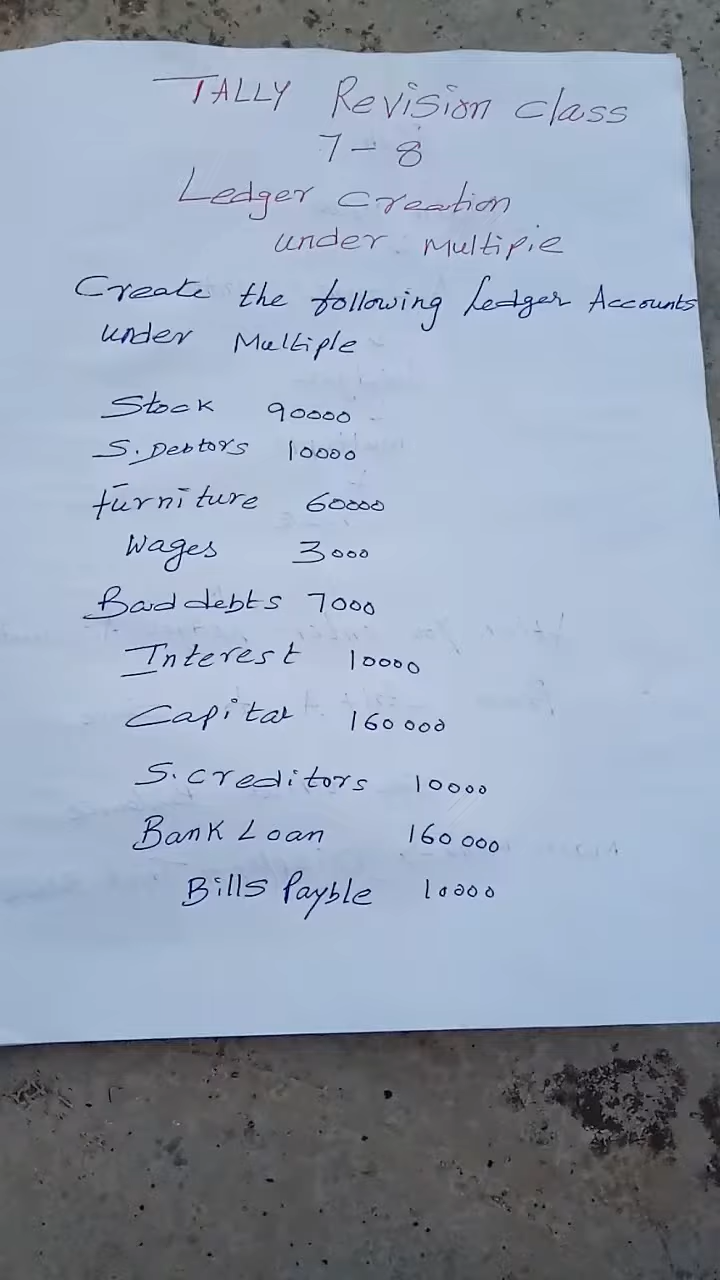 TALLY Revision class
7 - 8
Ledger Creation
under Multipie
Create the following Ledger Accounts
under Multiple
Stock 90000
S. Debtors 10000
furniture 60000
Wages 3000
Bad debts 7000
Interest 10000
Capital 160000
S. creditors 10000
Bank Loan 160000
Bills Payble 10000